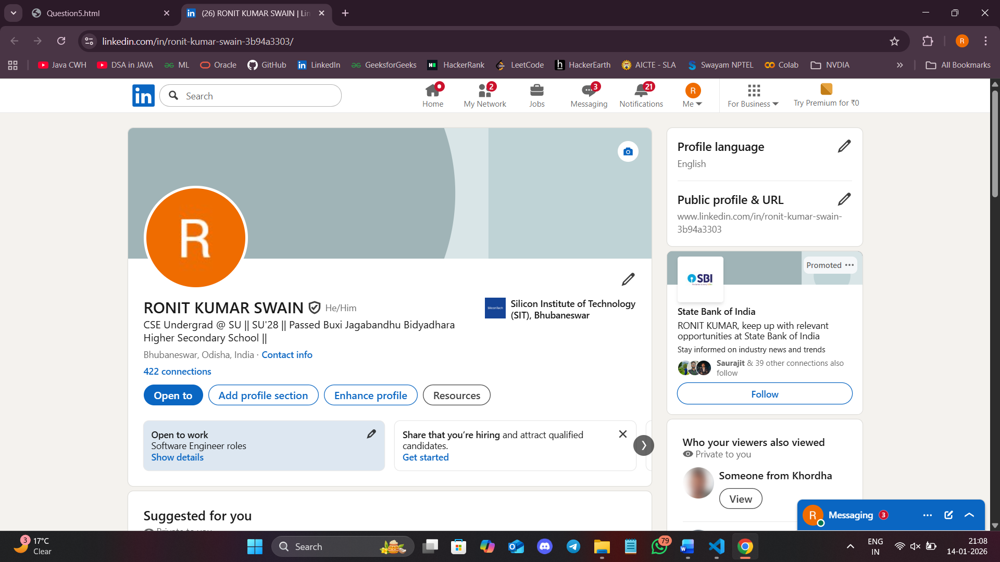 Question5.html
in (26) RONIT KUMAR SWAIN | Lin
linkedin.com/in/ronit-kumar-swain-3b94a3303/
R
Java CWH DSA in JAVA ML Oracle GitHub LinkedIn GeeksforGeeks HackerRank LeetCode HackerEarth AICTE - SLA Swayam NPTEL Colab NVDIA » All Bookmarks
in Search
Home
2 My Network
Jobs
3 Messaging
21 Notifications
R Me
For Business
Try Premium for ₹0
R
RONIT KUMAR SWAIN He/Him
CSE Undergrad @ SU || SU'28 || Passed Buxi Jagabandhu Bidyadhara
Higher Secondary School ||
Bhubaneswar, Odisha, India · Contact info
422 connections
SiliconTech
Silicon Institute of Technology
(SIT), Bhubaneswar
Open to Add profile section Enhance profile Resources
Open to work
Software Engineer roles
Show details
Share that you’re hiring and attract qualified
candidates.
Get started
Suggested for you
Private to you
Profile language
English
Public profile & URL
www.linkedin.com/in/ronit-kumar-swain-
3b94a3303
Promoted
SBI
State Bank of India
RONIT KUMAR, keep up with relevant
opportunities at State Bank of India
Stay informed on industry news and trends
Saurajit & 39 other connections also
follow
Follow
Who your viewers also viewed
Private to you
Someone from Khordha
View
R Messaging 3
3 17°C
Clear
Search
79
ENG
IN
21:08
14-01-2026